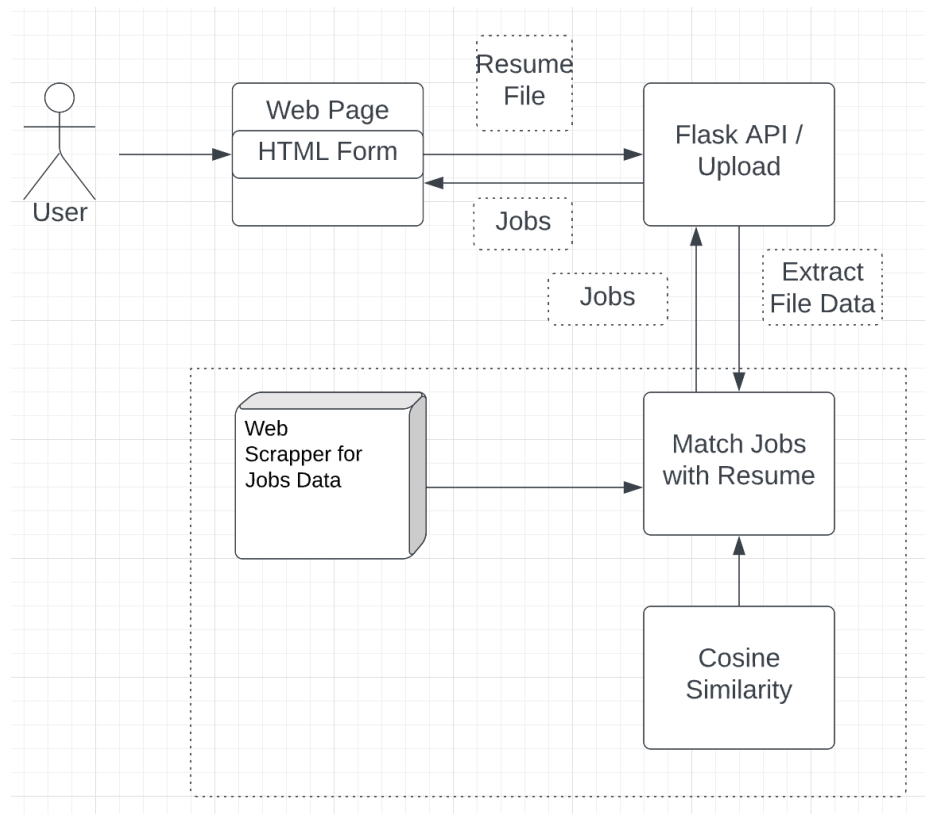 Resume
File
Web Page
HTML Form
Flask API /
Upload
User
Jobs
Jobs
Extract
File Data
Web
Scrapper for
Jobs Data
Match Jobs
with Resume
Cosine
Similarity